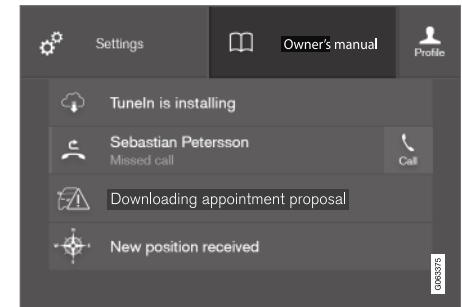 Settings
Owner's manual
Profile
TuneIn is installing
Sebastian Petersson
Missed call
Call
Downloading appointment proposal
New position received
G063375